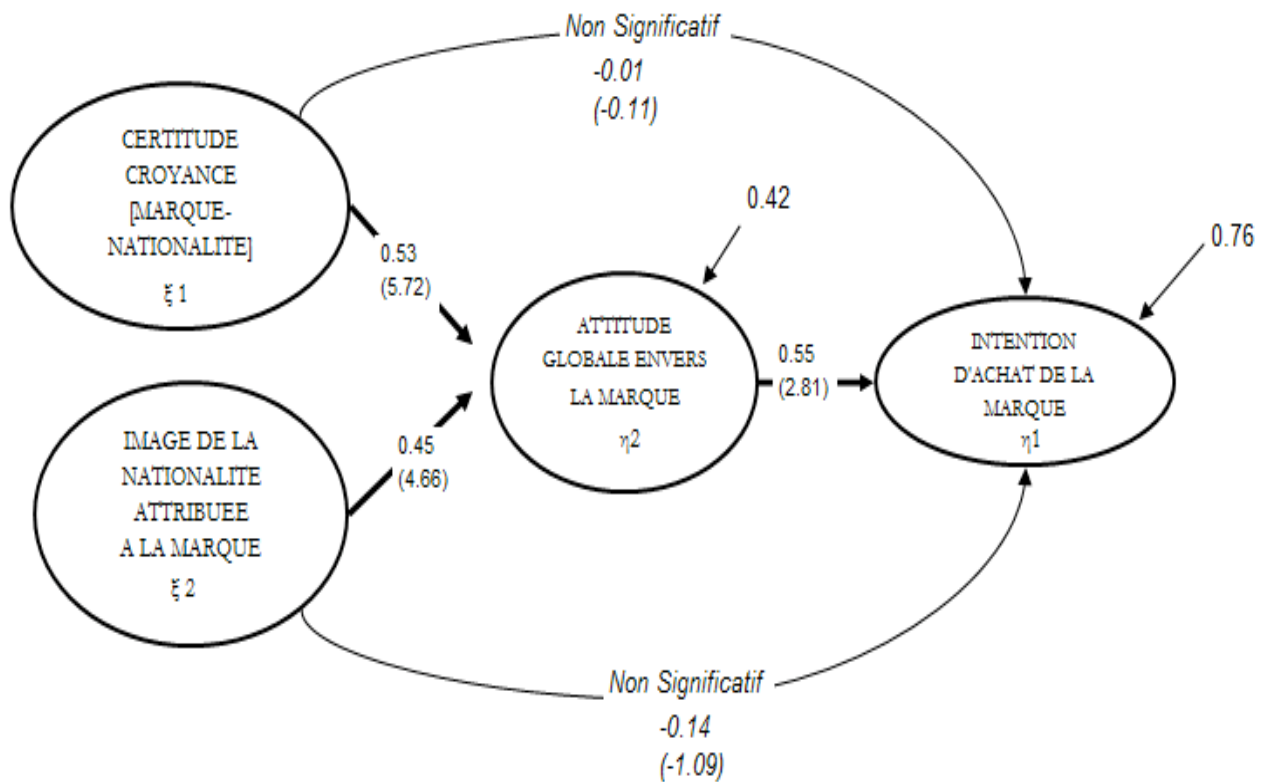 Non Significatif
-0.01
(-0.11)
CERTITUDE
CROYANCE
[MARQUE-
NATIONALITE]
ξ 1
0.53
(5.72)
0.42
0.76
ATTITUDE
GLOBALE ENVERS
LA MARQUE
η2
0.55
(2.81)
INTENTION
D'ACHAT DE LA
MARQUE
η1
IMAGE DE LA
NATIONALITE
ATTRIBUEE
A LA MARQUE
ξ 2
0.45
(4.66)
Non Significatif
-0.14
(-1.09)